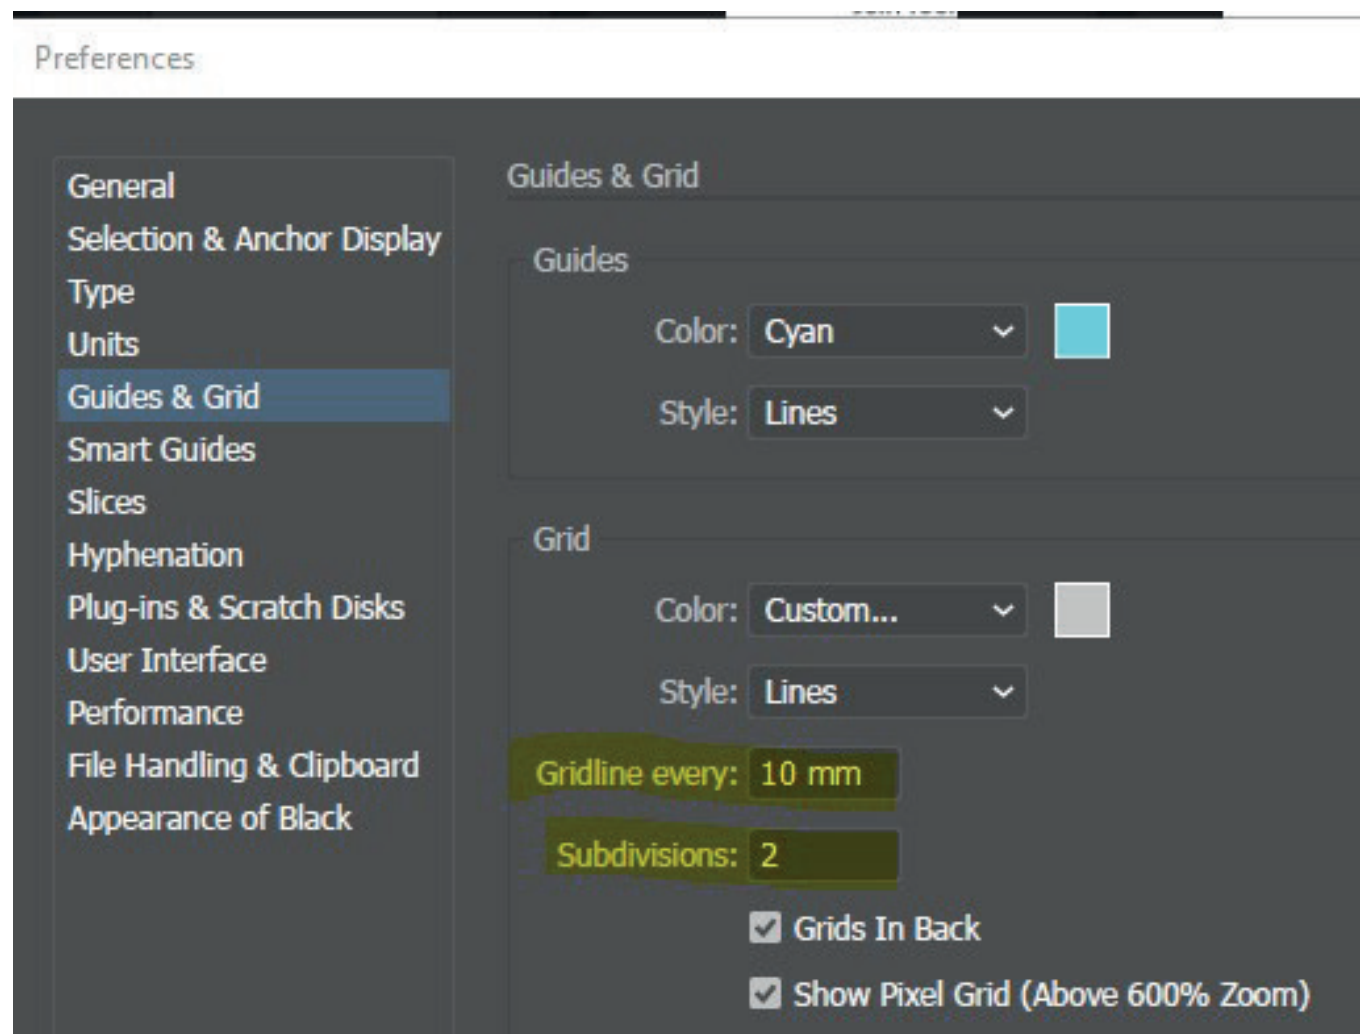 Preferences
General
Selection & Anchor Display
Type
Units
Guides & Grid
Smart Guides
Slices
Hyphenation
Plug-ins & Scratch Disks
User Interface
Performance
File Handling & Clipboard
Appearance of Black
Guides & Grid
Guides
Color: Cyan
Style: Lines
Grid
Color: Custom...
Style: Lines
Gridline every: 10 mm
Subdivisions: 2
Grids In Back
Show Pixel Grid (Above 600% Zoom)